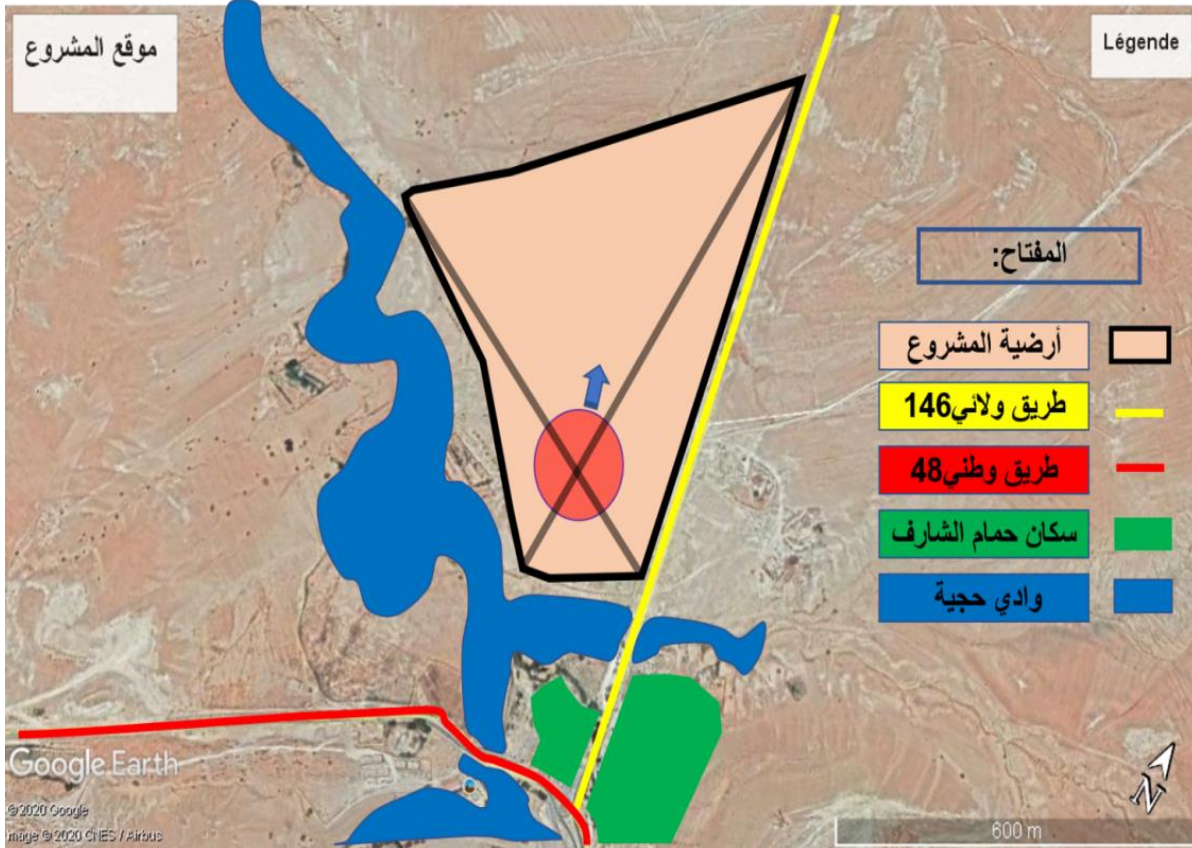 موقع المشروع
Légende
المفتاح:
أرضية المشروع
طريق ولائي146
طريق وطني48
سكان حمام الشارف
وادي حجية
Google Earth
©2020 Google
Image © 2020 CNES / Airbus
N
600 m